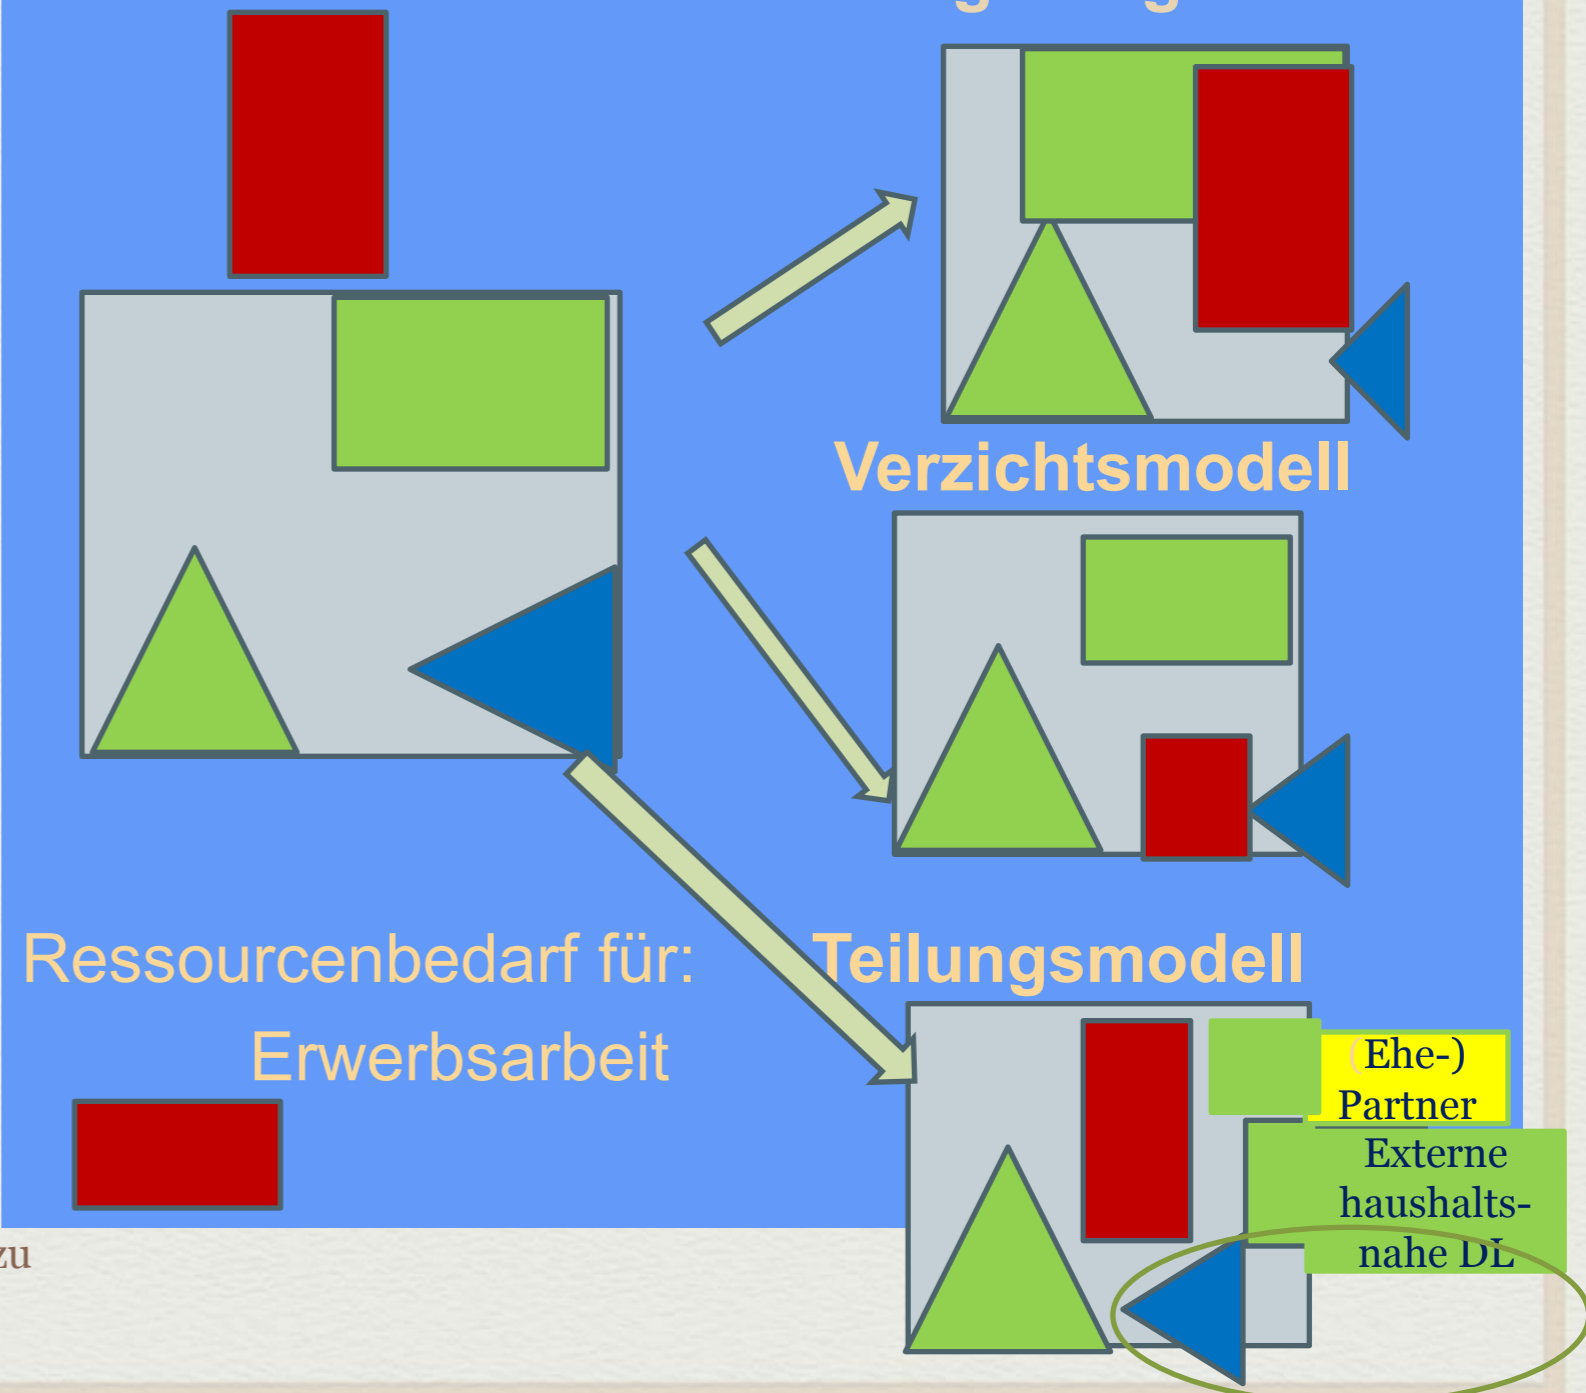 Verzichtsmodell
Ressourcenbedarf für:
Teilungsmodell
Erwerbsarbeit
(Ehe-)
Partner
Externe
haushalts-
nahe DL
zu